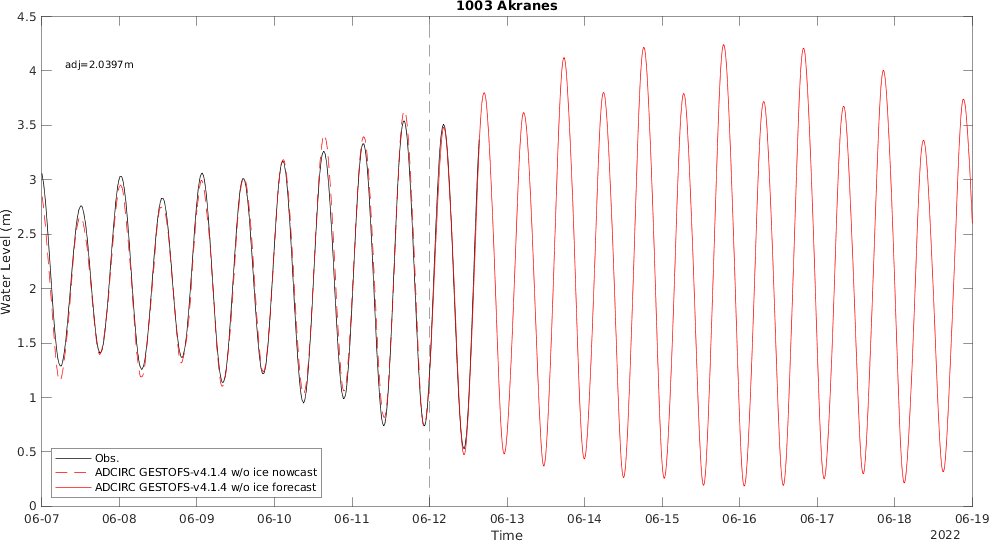 1003 Akranes
4.5
4
3.5
3
2.5
2
1.5
1
0.5
0
Water Level (m)
adj=2.0397m
Obs.
ADCIRC GESTOFS-v4.1.4 w/o ice nowcast
ADCIRC GESTOFS-v4.1.4 w/o ice forecast
06-07 06-08 06-09 06-10 06-11 06-12 06-13 06-14 06-15 06-16 06-17 06-18 06-19
Time
2022